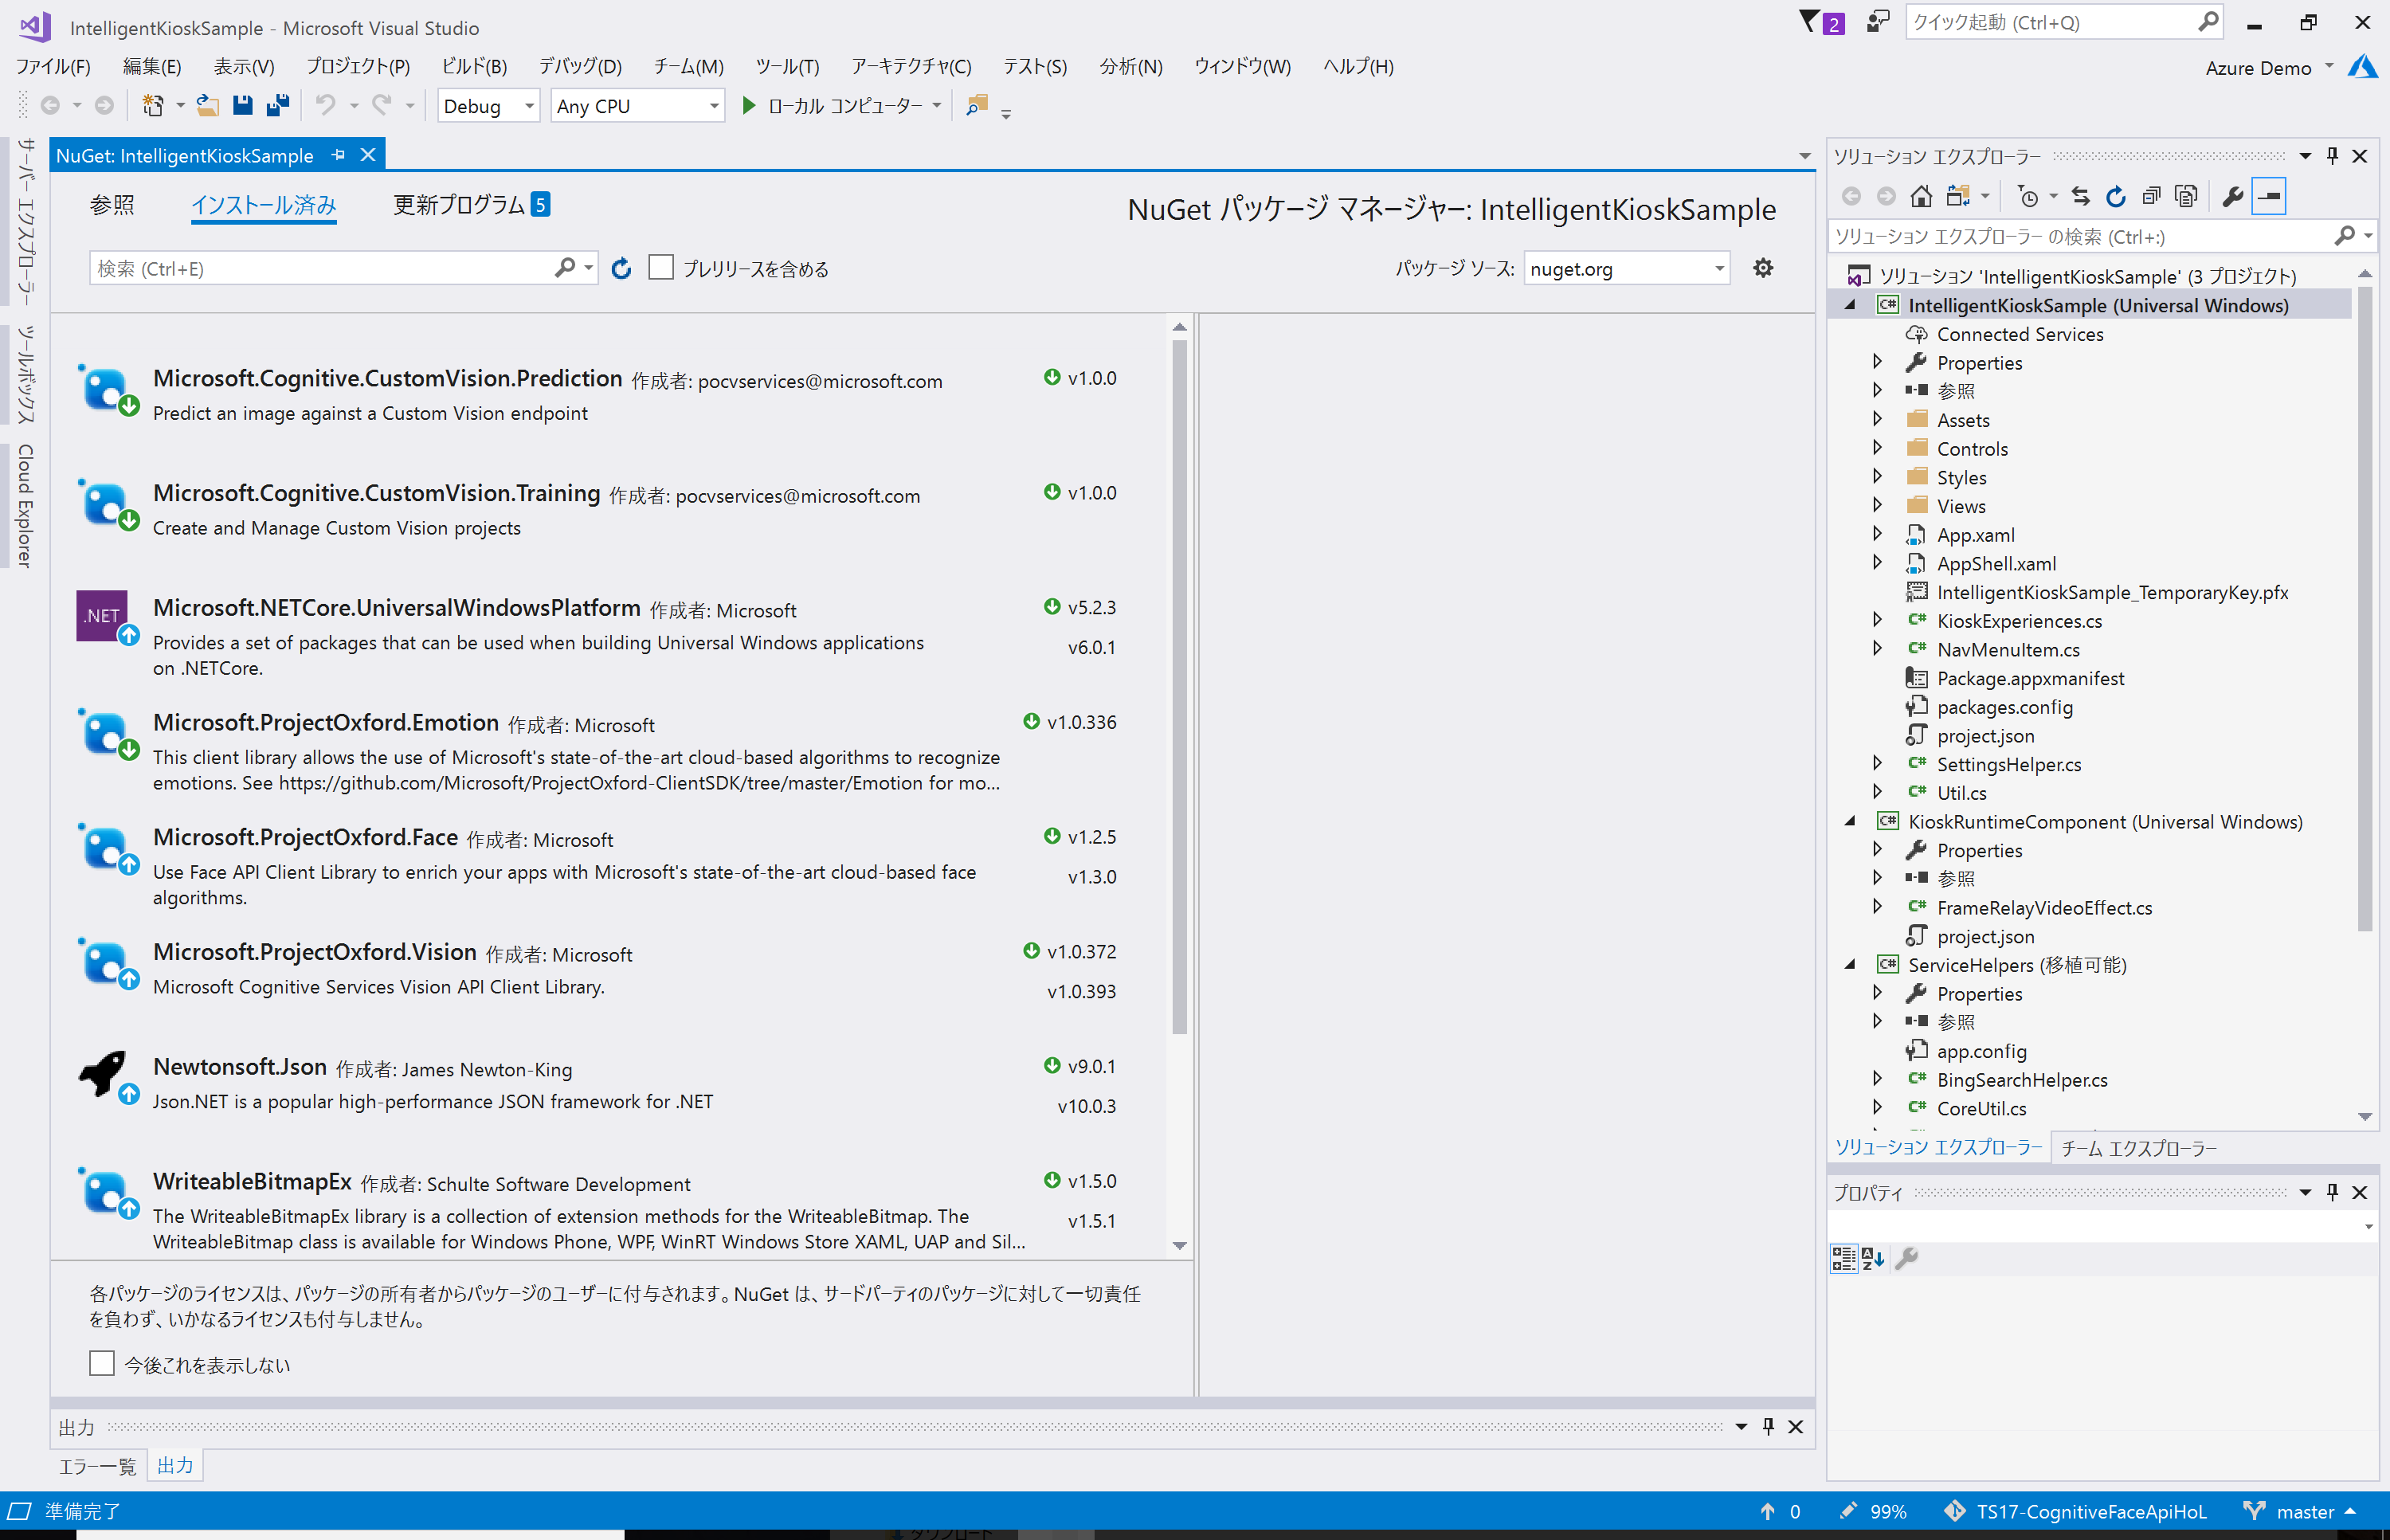 IntelligentKioskSample - Microsoft Visual Studio
2
クイック起動 (Ctrl+Q)
ファイル(F) 編集(E) 表示(V) プロジェクト(P) ビルド(B) デバッグ(D) チーム(M) ツール(T) アーキテクチャ(C) テスト(S) 分析(N) ウィンドウ(W) ヘルプ(H)
Azure Demo
Debug Any CPU ローカル コンピューター
サーバー エクスプローラー
ツールボックス
Cloud Explorer
NuGet: IntelligentKioskSample
参照 インストール済み 更新プログラム 5
NuGet パッケージ マネージャー: IntelligentKioskSample
検索 (Ctrl+E)
プレリリースを含める
パッケージ ソース: nuget.org
Microsoft.Cognitive.CustomVision.Prediction 作成者: pocvservices@microsoft.com v1.0.0
Predict an image against a Custom Vision endpoint
Microsoft.Cognitive.CustomVision.Training 作成者: pocvservices@microsoft.com v1.0.0
Create and Manage Custom Vision projects
.NET
Microsoft.NETCore.UniversalWindowsPlatform 作成者: Microsoft v5.2.3
Provides a set of packages that can be used when building Universal Windows applications v6.0.1
on .NETCore.
Microsoft.ProjectOxford.Emotion 作成者: Microsoft v1.0.336
This client library allows the use of Microsoft's state-of-the-art cloud-based algorithms to recognize
emotions. See https://github.com/Microsoft/ProjectOxford-ClientSDK/tree/master/Emotion for mo...
Microsoft.ProjectOxford.Face 作成者: Microsoft v1.2.5
Use Face API Client Library to enrich your apps with Microsoft's state-of-the-art cloud-based face v1.3.0
algorithms.
Microsoft.ProjectOxford.Vision 作成者: Microsoft v1.0.372
Microsoft Cognitive Services Vision API Client Library. v1.0.393
Newtonsoft.Json 作成者: James Newton-King v9.0.1
Json.NET is a popular high-performance JSON framework for .NET v10.0.3
WriteableBitmapEx 作成者: Schulte Software Development v1.5.0
The WriteableBitmapEx library is a collection of extension methods for the WriteableBitmap. The v1.5.1
WriteableBitmap class is available for Windows Phone, WPF, WinRT Windows Store XAML, UAP and Sil...
各パッケージのライセンスは、パッケージの所有者からパッケージのユーザーに付与されます。NuGet は、サードパーティのパッケージに対して一切責任
を負わず、いかなるライセンスも付与しません。
今後これを表示しない
出力
エラー一覧 出力
ソリューション エクスプローラー
ソリューション エクスプローラー の検索 (Ctrl+:)
ソリューション 'IntelligentKioskSample' (3 プロジェクト)
C# IntelligentKioskSample (Universal Windows)
Connected Services
Properties
参照
Assets
Controls
Styles
Views
App.xaml
AppShell.xaml
IntelligentKioskSample_TemporaryKey.pfx
C# KioskExperiences.cs
C# NavMenuItem.cs
Package.appxmanifest
packages.config
project.json
C# SettingsHelper.cs
C# Util.cs
C# KioskRuntimeComponent (Universal Windows)
Properties
参照
C# FrameRelayVideoEffect.cs
project.json
C# ServiceHelpers (移植可能)
Properties
参照
app.config
C# BingSearchHelper.cs
C# CoreUtil.cs
ソリューション エクスプローラー チーム エクスプローラー
プロパティ
準備完了 0 99% TS17-CognitiveFaceApiHoL master